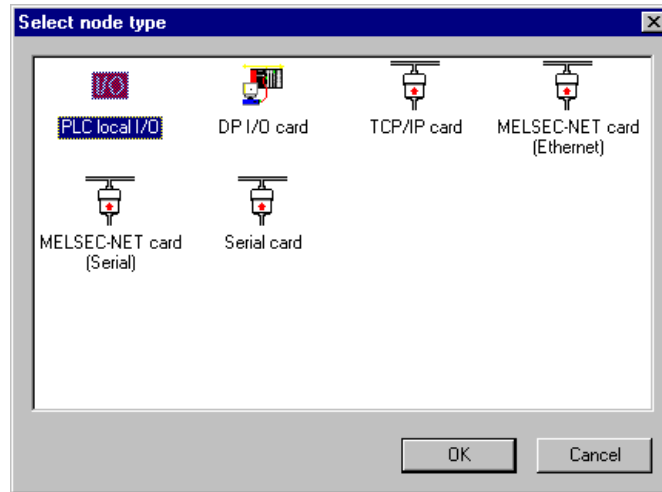 Select node type
I/O
PLC local I/O
DP I/O card
TCP/IP card
MELSEC-NET card
(Ethernet)
MELSEC-NET card
(Serial)
Serial card
OK
Cancel